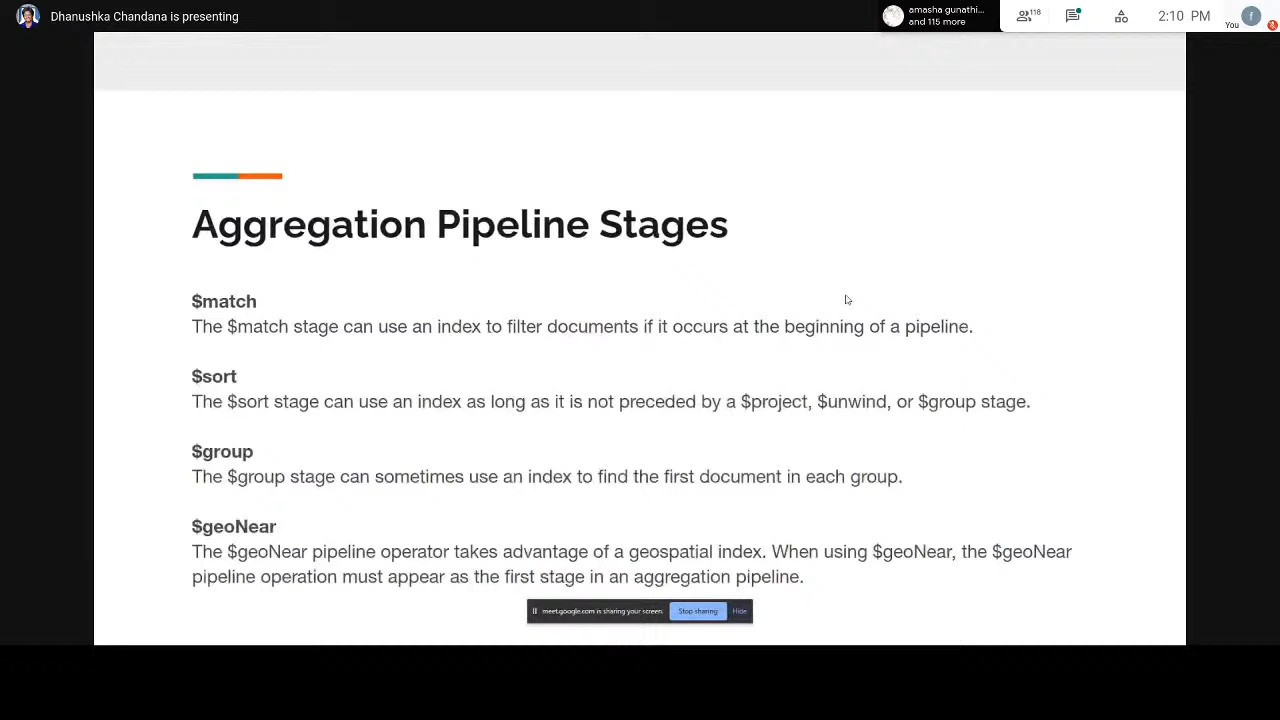 Dhanushka Chandana is presenting
amasha gunathi...
and 115 more
118
2:10 PM
You
f
Aggregation Pipeline Stages
$match
The $match stage can use an index to filter documents if it occurs at the beginning of a pipeline.
$sort
The $sort stage can use an index as long as it is not preceded by a $project, $unwind, or $group stage.
$group
The $group stage can sometimes use an index to find the first document in each group.
$geoNear
The $geoNear pipeline operator takes advantage of a geospatial index. When using $geoNear, the $geoNear
pipeline operation must appear as the first stage in an aggregation pipeline.
meet.google.com is sharing your screen.
Stop sharing
Hide